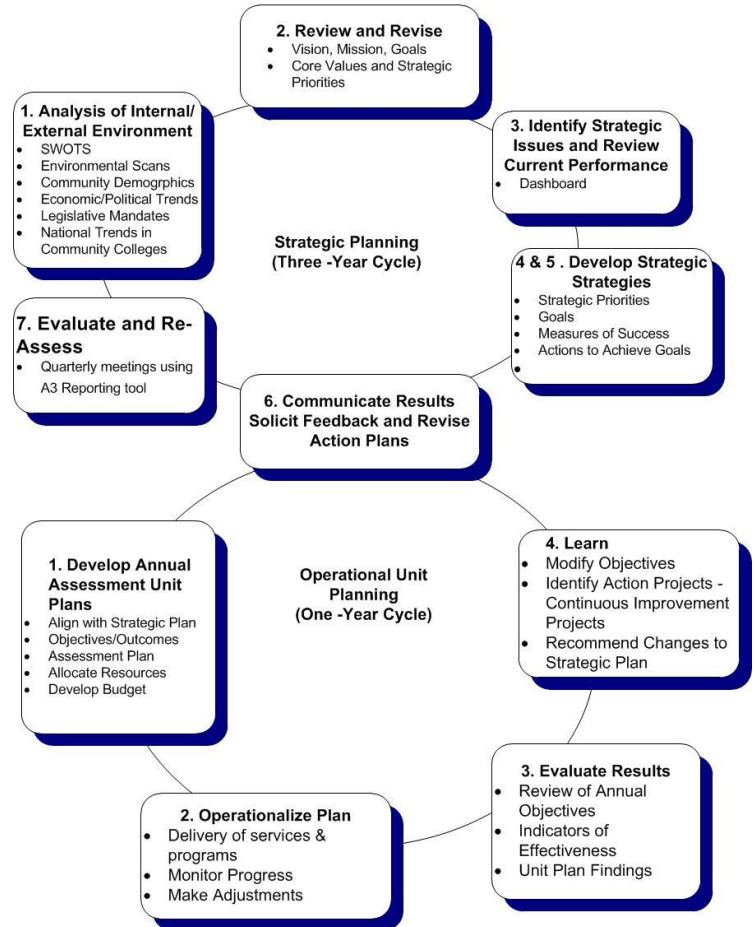 2. Review and Revise
• Vision, Mission, Goals
• Core Values and Strategic
Priorities
1. Analysis of Internal/
External Environment
• SWOTS
• Environmental Scans
• Community Demogrphics
• Economic/Political Trends
• Legislative Mandates
• National Trends in
Community Colleges
3. Identify Strategic
Issues and Review
Current Performance
• Dashboard
Strategic Planning
(Three -Year Cycle)
4 & 5 . Develop Strategic
Strategies
• Strategic Priorities
• Goals
• Measures of Success
• Actions to Achieve Goals
•
7. Evaluate and Re-
Assess
• Quarterly meetings using
A3 Reporting tool
6. Communicate Results
Solicit Feedback and Revise
Action Plans
1. Develop Annual
Assessment Unit
Plans
• Align with Strategic Plan
• Objectives/Outcomes
• Assessment Plan
• Allocate Resources
• Develop Budget
Operational Unit
Planning
(One -Year Cycle)
4. Learn
• Modify Objectives
• Identify Action Projects -
Continuous Improvement
Projects
• Recommend Changes to
Strategic Plan
2. Operationalize Plan
• Delivery of services &
programs
• Monitor Progress
• Make Adjustments
3. Evaluate Results
• Review of Annual
Objectives
• Indicators of
Effectiveness
• Unit Plan Findings